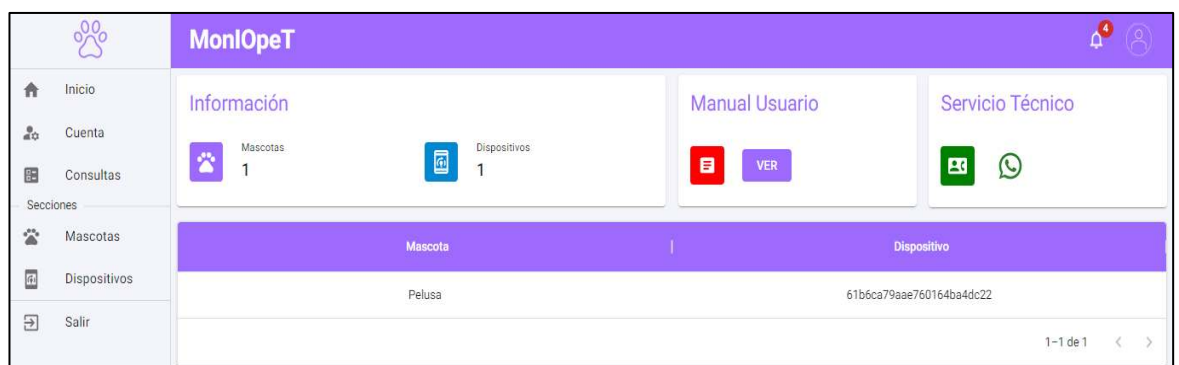 MonIOpeT
4
Inicio
Cuenta
Consultas
Secciones
Mascotas
Dispositivos
Salir
Información
Mascotas
1
Dispositivos
1
Manual Usuario
VER
Servicio Técnico
Mascota Dispositivo
Pelusa 61b6ca79aae760164ba4dc22
1-1 de 1